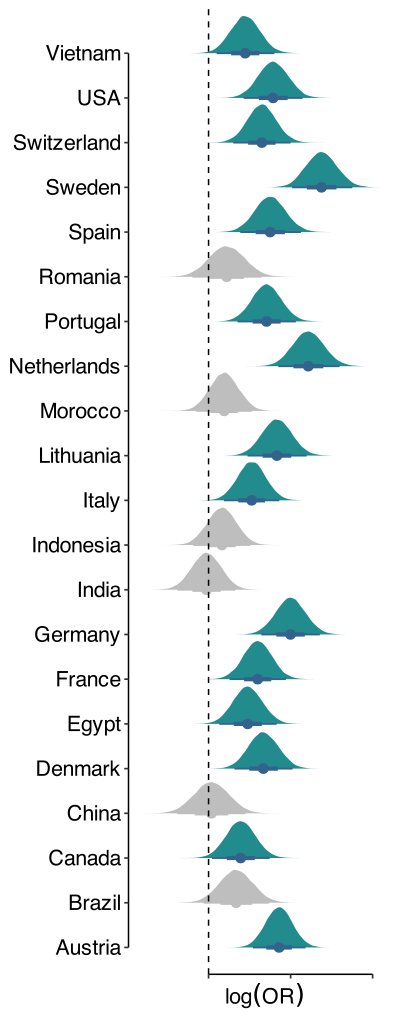 Vietnam
USA
Switzerland
Sweden
Spain
Romania
Portugal
Netherlands
Morocco
Lithuania
Italy
Indonesia
India
Germany
France
Egypt
Denmark
China
Canada
Brazil
Austria
log(OR)